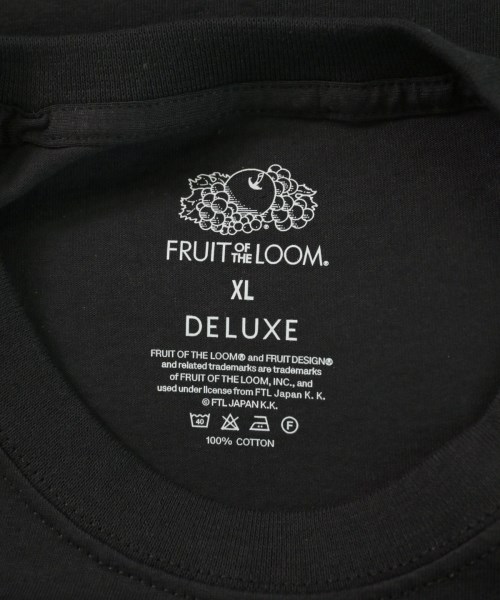 FRUIT OF THE LOOM®
XL
DELUXE
FRUIT OF THE LOOM® and FRUIT DESIGN®
and related trademarks are trademarks
of FRUIT OF THE LOOM, INC., and
used under license from FTL Japan K. K.
© FTL JAPAN K.K.
40 F
100% COTTON